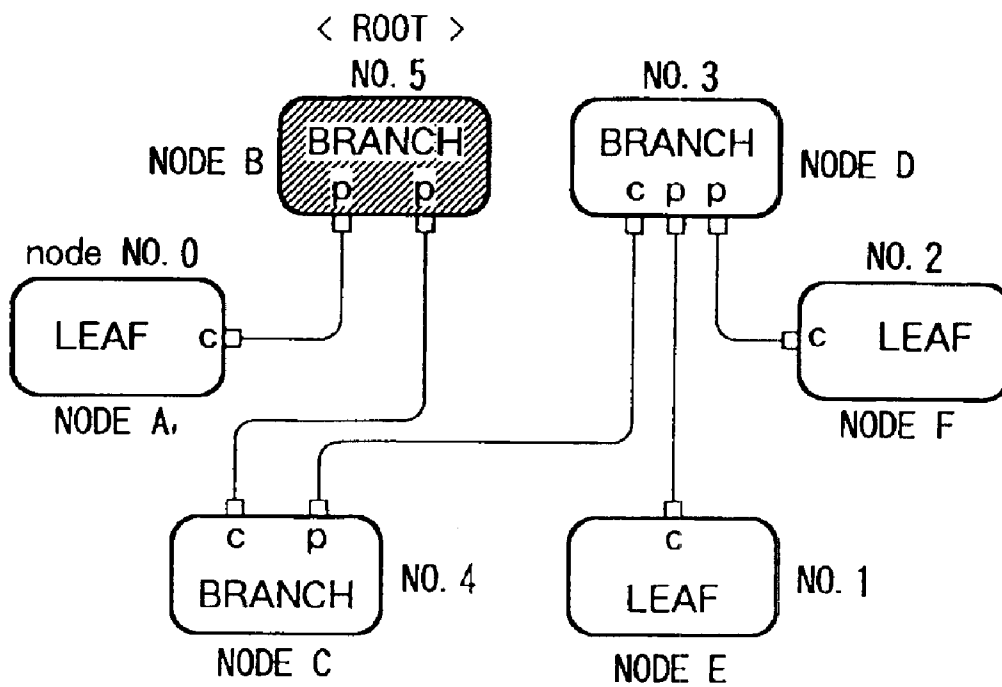 < ROOT >
NO. 5
BRANCH
p p
NODE B
NO. 3
BRANCH
c p p
NODE D
node NO. 0
LEAF c
NODE A
NO. 2
c LEAF
NODE F
c p
BRANCH
NO. 4
NODE C
c
LEAF
NO. 1
NODE E